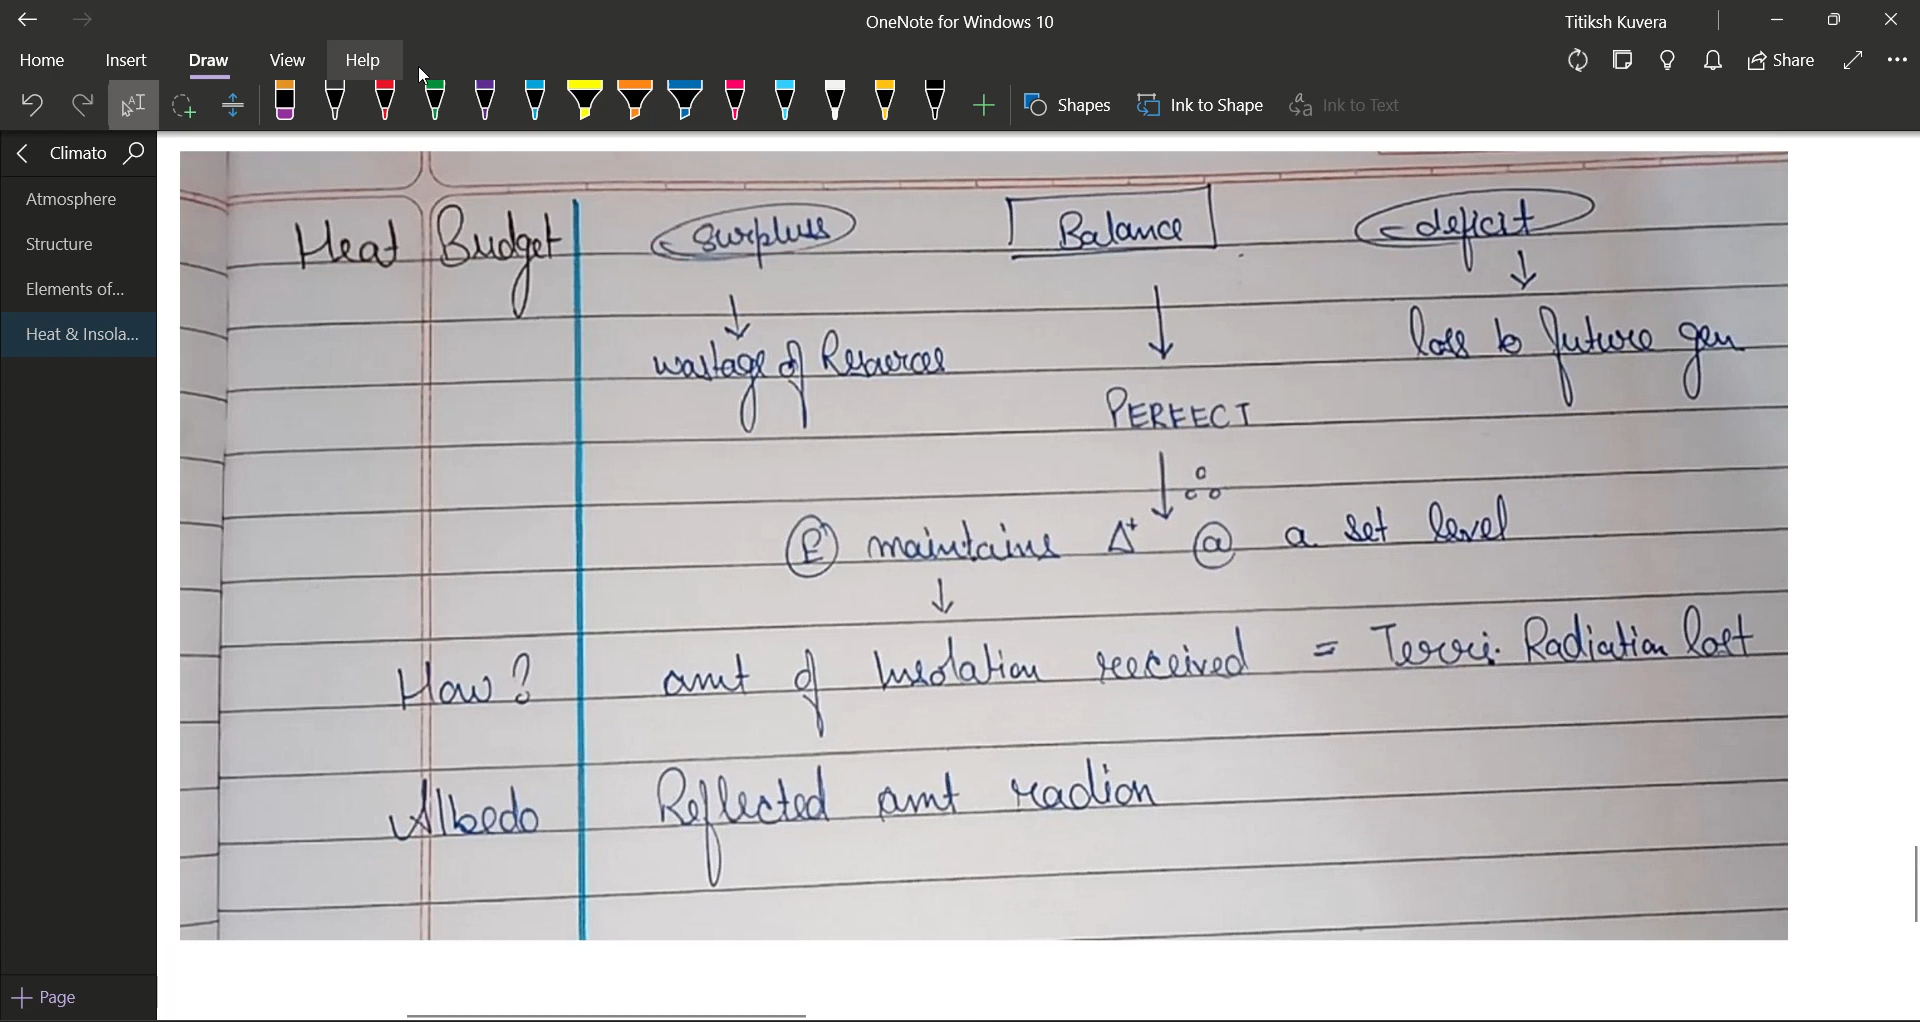 OneNote for Windows 10
Titiksh Kuvera
Home Insert Draw View Help
Share
Shapes Ink to Shape Ink to Text
Climato
Atmosphere
Structure
Elements of...
Heat & Insola...
Page
Heat Budget surpluss Balance deficit
wastage of Resources loss to future gen
PERFECT
∴
E maintains Δ+ @ a set level
How? amt of Insolation received = Terri. Radiation lost
Albedo Reflected amt radion